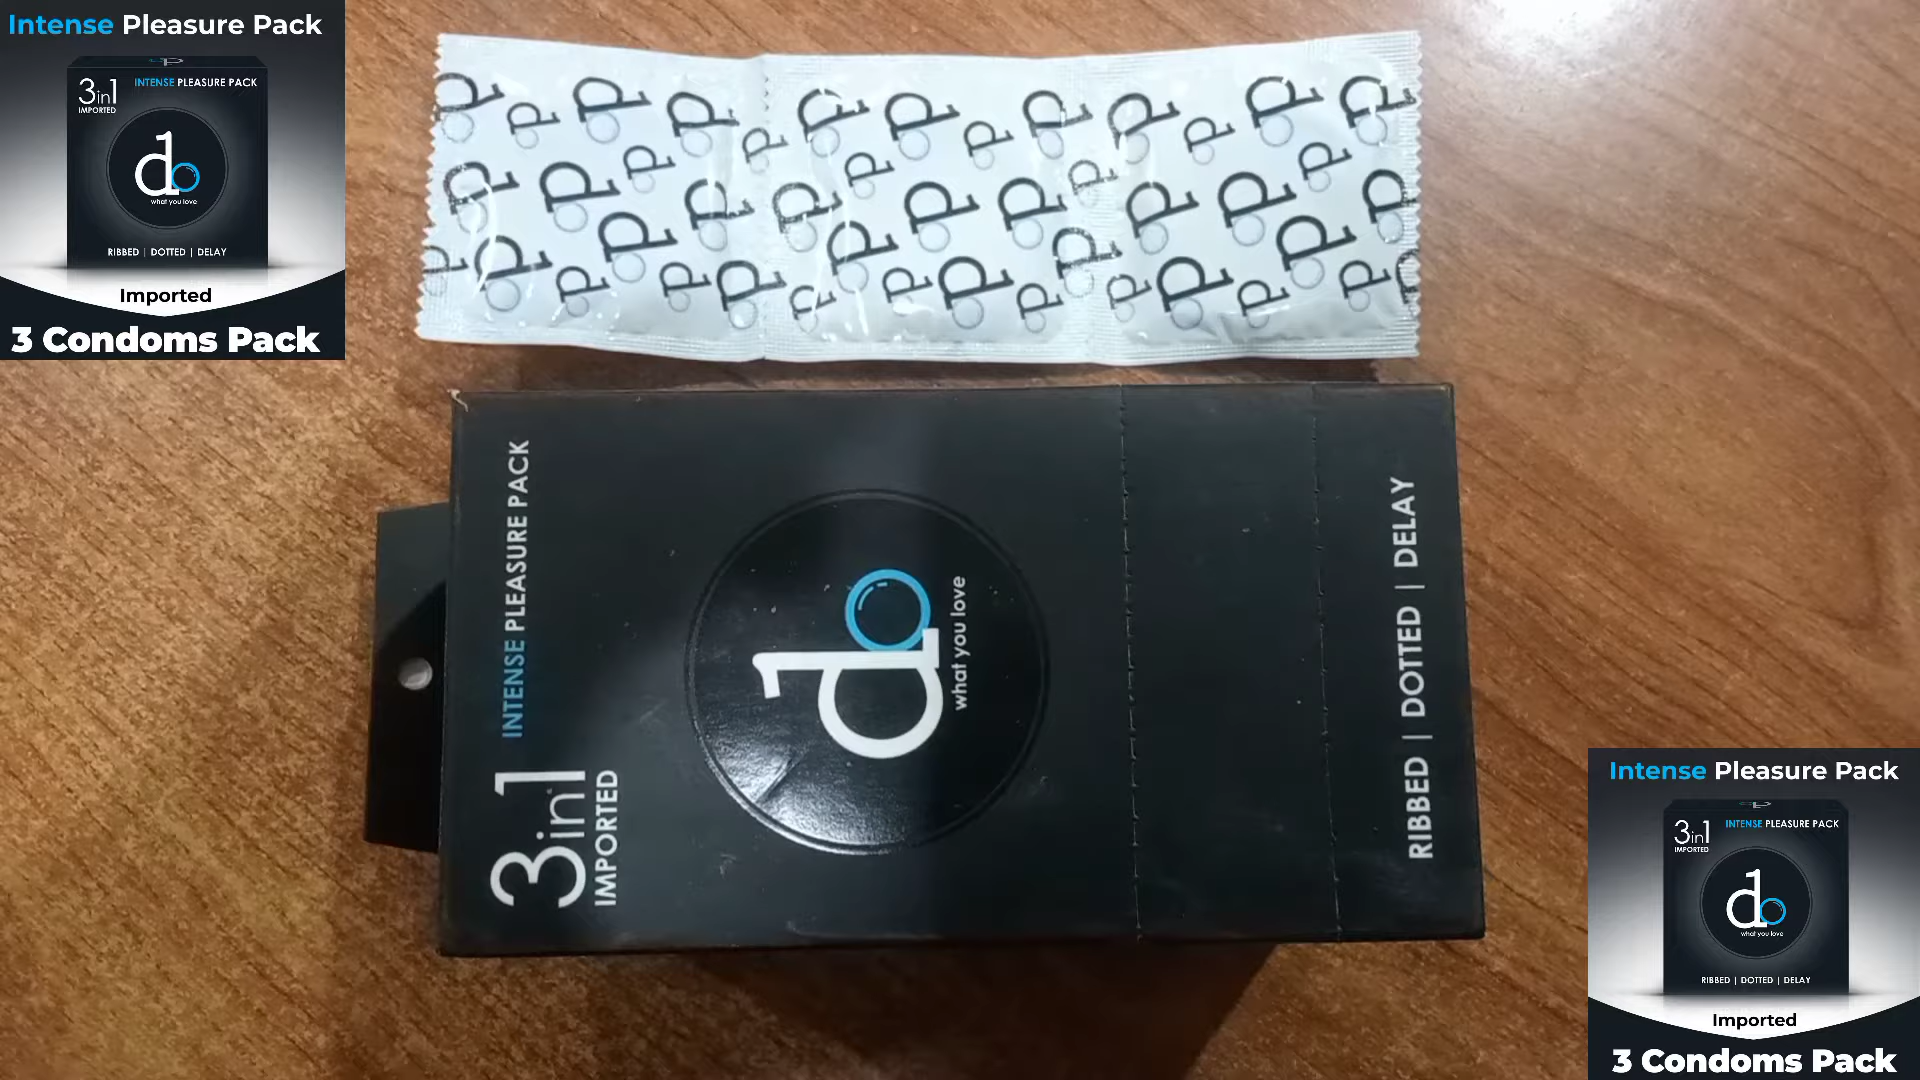 Intense Pleasure Pack
3in1
IMPORTED
INTENSE PLEASURE PACK
do
what you love
RIBBED | DOTTED | DELAY
Imported
3 Condoms Pack
INTENSE PLEASURE PACK
3in1
IMPORTED
do
what you love
RIBBED | DOTTED | DELAY
Intense Pleasure Pack
3in1
IMPORTED
INTENSE PLEASURE PACK
do
what you love
RIBBED | DOTTED | DELAY
Imported
3 Condoms Pack